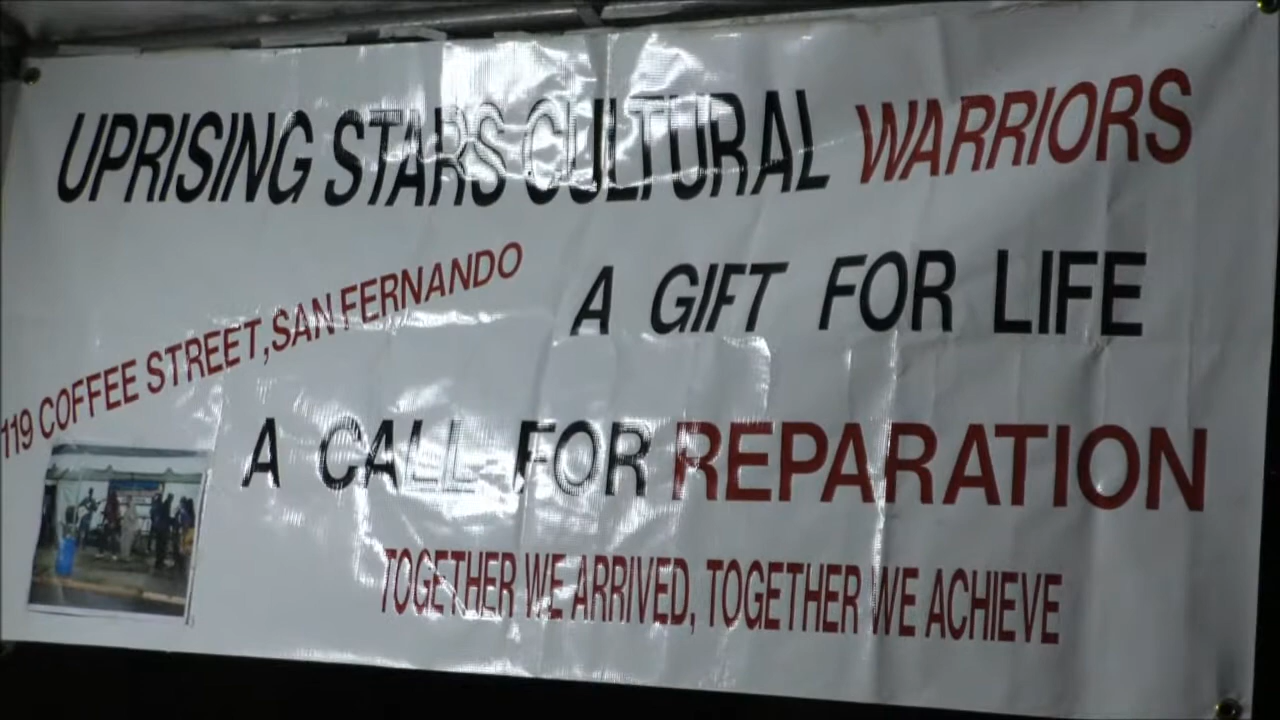 UPRISING STARS CULTURAL WARRIORS
119 COFFEE STREET, SAN FERNANDO
A GIFT FOR LIFE
A CALL FOR REPARATION
TOGETHER WE ARRIVED, TOGETHER WE ACHIEVE